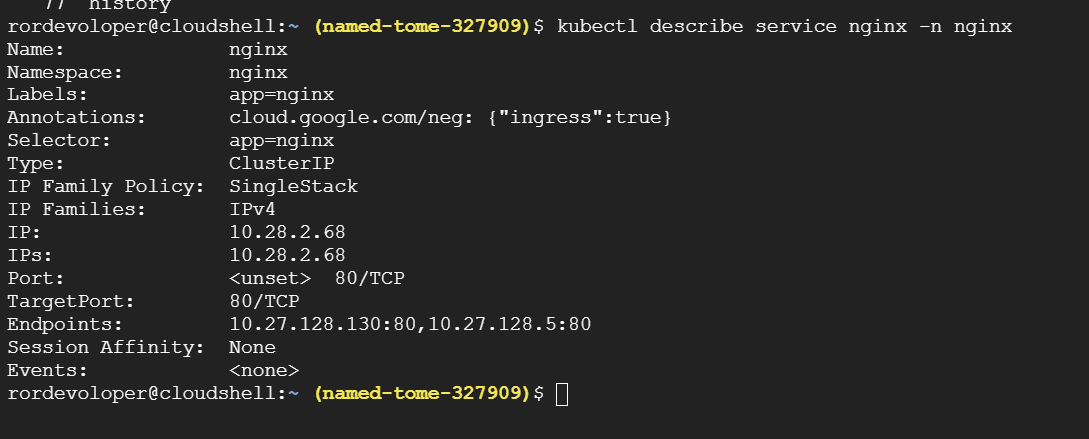 77  history
rordevoloper@cloudshell:~ (named-tome-327909)$ kubectl describe service nginx -n nginx
Name:              nginx
Namespace:         nginx
Labels:            app=nginx
Annotations:       cloud.google.com/neg: {"ingress":true}
Selector:          app=nginx
Type:              ClusterIP
IP Family Policy:  SingleStack
IP Families:       IPv4
IP:                10.28.2.68
IPs:               10.28.2.68
Port:              <unset>  80/TCP
TargetPort:        80/TCP
Endpoints:         10.27.128.130:80,10.27.128.5:80
Session Affinity:  None
Events:            <none>
rordevoloper@cloudshell:~ (named-tome-327909)$